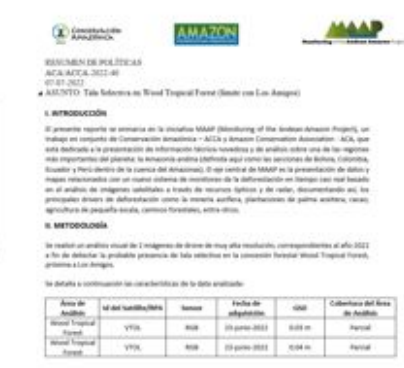 CONSERVACIÓN
AMAZÓNICA
AMAZON
MAAP
RESUMEN DE POLÍTICAS
ACA/ACCA-2022-40
07-07-2022
ASUNTO: Tala Selectiva en Wood Tropical Forest (límite con Los Amigos)
I. INTRODUCCIÓN
El presente reporte se enmarca en la iniciativa MAAP (Monitoring of the Andean Amazon Project), un
trabajo en conjunto de Conservación Amazónica – ACCA y Amazon Conservation Association - ACA, que
está dedicada a la presentación de información técnica novedosa y de análisis sobre una de las regiones
más importantes del planeta: la Amazonía andina (definida aquí como las secciones de Bolivia, Colombia,
Ecuador y Perú dentro de la cuenca del Amazonas). El eje central de MAAP es la presentación de datos y
mapas relacionados con un nuevo sistema de monitoreo de la deforestación en tiempo casi real basado
en el análisis de imágenes satelitales a través de recursos ópticos y de radar, documentando así, los
principales drivers de deforestación como la minería aurífera, plantaciones de palma aceitera, cacao,
agricultura de pequeña escala, caminos forestales, entre otros.
II. METODOLOGÍA
Se realizó un análisis visual de 2 imágenes de drone de muy alta resolución, correspondientes al año 2022
a fin de detectar la probable presencia de tala selectiva en la concesión forestal Wood Tropical Forest,
próxima a Los Amigos.
Se detalla a continuación las características de la data analizada:
Área de Análisis Id del Satélite/RPA Sensor Fecha de adquisición GSD Cobertura del Área de Análisis
Wood Tropical Forest VTOL RGB 23-junio-2022 0.03 m Parcial
Wood Tropical Forest VTOL RGB 23-junio-2022 0.04 m Parcial